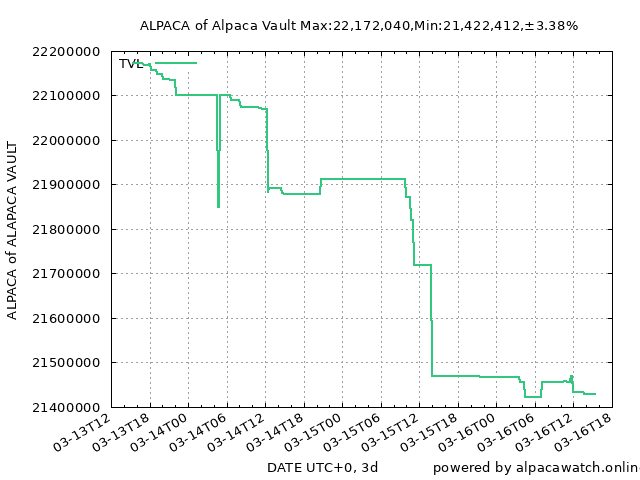 ALPACA of Alpaca Vault Max:22,172,040,Min:21,422,412,±3.38%
TVL
22200000
22100000
22000000
21900000
21800000
21700000
21600000
21500000
21400000
ALPACA of ALAPACA VAULT
03-13T12
03-13T18
03-14T00
03-14T06
03-14T12
03-14T18
03-15T00
03-15T06
03-15T12
03-15T18
03-16T00
03-16T06
03-16T12
03-16T18
DATE UTC+0, 3d
powered by alpacawatch.online